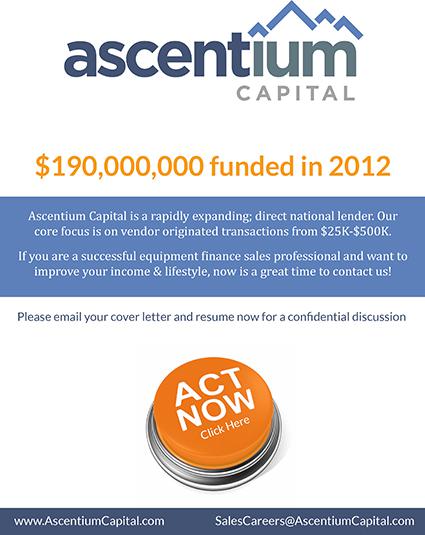 ascentium
CAPITAL
$190,000,000 funded in 2012
Ascentium Capital is a rapidly expanding; direct national lender. Our
core focus is on vendor originated transactions from $25K-$500K.
If you are a successful equipment finance sales professional and want to
improve your income & lifestyle, now is a great time to contact us!
Please email your cover letter and resume now for a confidential discussion
ACT
NOW
Click Here
www.AscentiumCapital.com SalesCareers@AscentiumCapital.com